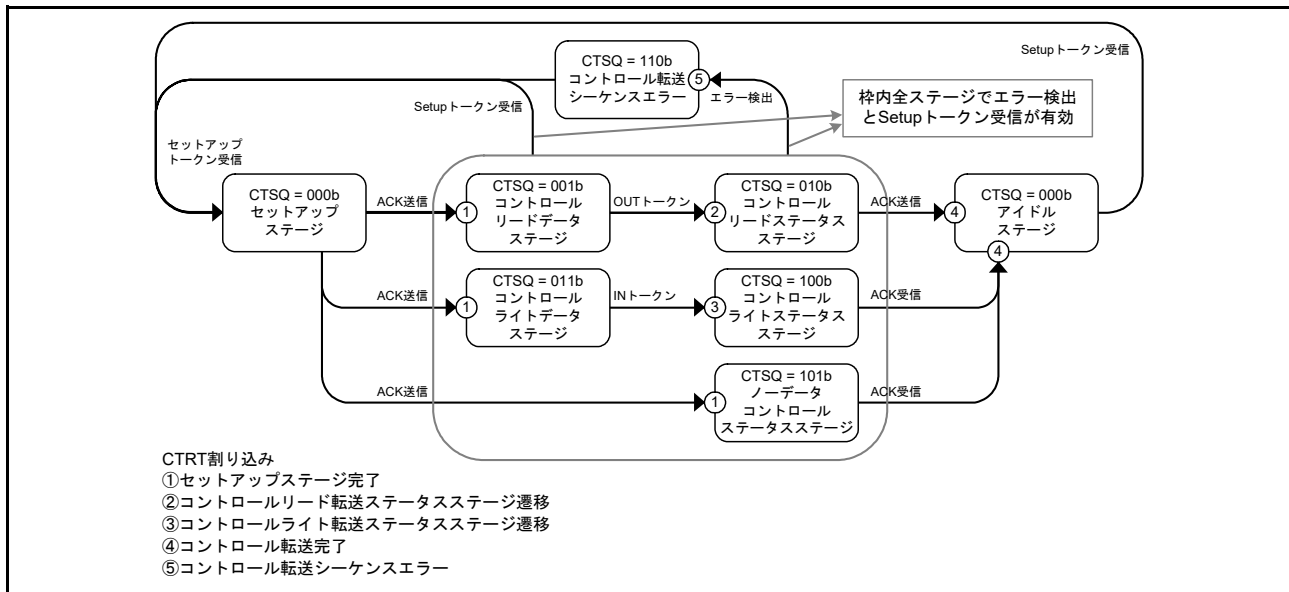 Setupトークン受信
CTSQ = 110b
コントロール転送
シーケンスエラー
⑤
エラー検出
Setupトークン受信
枠内全ステージでエラー検出
とSetupトークン受信が有効
セットアップ
トークン受信
CTSQ = 000b
セットアップ
ステージ
ACK送信
①
CTSQ = 001b
コントロール
リードデータ
ステージ
OUTトークン
②
CTSQ = 010b
コントロール
リードステータス
ステージ
ACK送信
④
CTSQ = 000b
アイドル
ステージ
④
ACK送信
①
CTSQ = 011b
コントロール
ライトデータ
ステージ
INトークン
③
CTSQ = 100b
コントロール
ライトステータス
ステージ
ACK受信
ACK送信
①
CTSQ = 101b
ノーデータ
コントロール
ステータスステージ
ACK受信
CTRT割り込み
①セットアップステージ完了
②コントロールリード転送ステータスステージ遷移
③コントロールライト転送ステータスステージ遷移
④コントロール転送完了
⑤コントロール転送シーケンスエラー